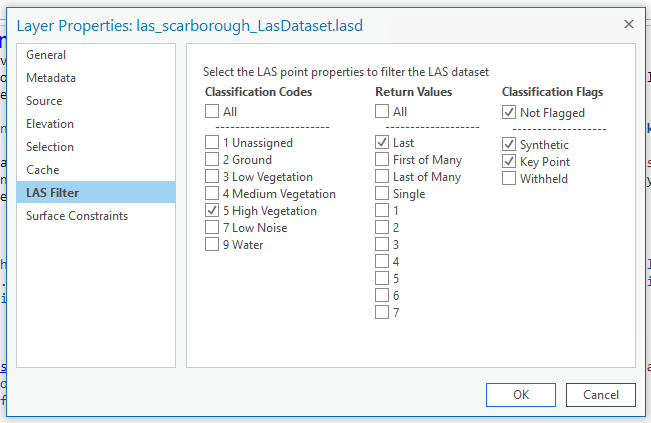 Layer Properties: las_scarborough_LasDataset.lasd
General
Metadata
Source
Elevation
Selection
Cache
LAS Filter
Surface Constraints
Select the LAS point properties to filter the LAS dataset
Classification Codes
All
1 Unassigned
2 Ground
3 Low Vegetation
4 Medium Vegetation
5 High Vegetation
7 Low Noise
9 Water
Return Values
All
Last
First of Many
Last of Many
Single
1
2
3
4
5
6
7
Classification Flags
Not Flagged
Synthetic
Key Point
Withheld
OK
Cancel